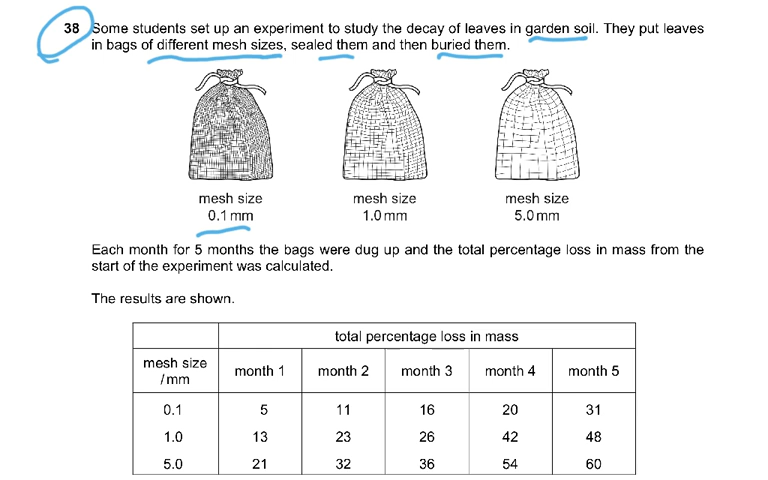 38 Some students set up an experiment to study the decay of leaves in garden soil. They put leaves
in bags of different mesh sizes, sealed them and then buried them.
mesh size mesh size mesh size
0.1 mm 1.0 mm 5.0 mm
Each month for 5 months the bags were dug up and the total percentage loss in mass from the
start of the experiment was calculated.
The results are shown.
total percentage loss in mass
mesh size
/ mm month 1 month 2 month 3 month 4 month 5
0.1 5 11 16 20 31
1.0 13 23 26 42 48
5.0 21 32 36 54 60